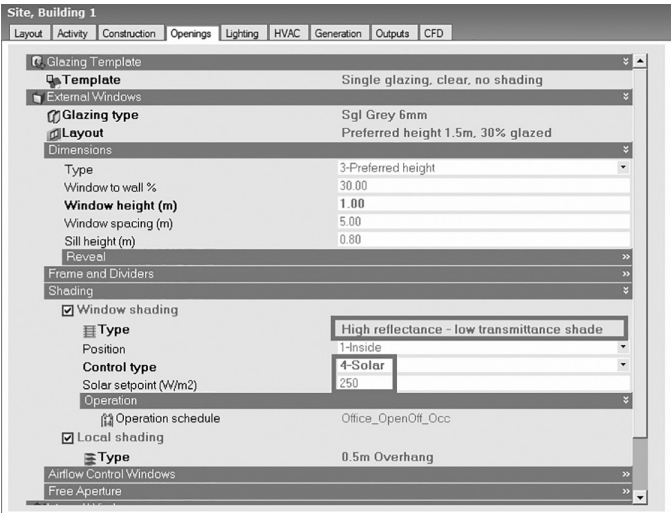 Site, Building 1
Layout Activity Construction Openings Lighting HVAC Generation Outputs CFD
Glazing Template
Template Single glazing, clear, no shading
External Windows
Glazing type Sgl Grey 6mm
Layout Preferred height 1.5m, 30% glazed
Dimensions
Type 3-Preferred height
Window to wall % 30.00
Window height (m) 1.00
Window spacing (m) 5.00
Sill height (m) 0.80
Reveal
Frame and Dividers
Shading
Window shading
Type High reflectance - low transmittance shade
Position 1-Inside
Control type 4-Solar
Solar setpoint (W/m2) 250
Operation
Operation schedule Office_OpenOff_Occ
Local shading
Type 0.5m Overhang
Airflow Control Windows
Free Aperture